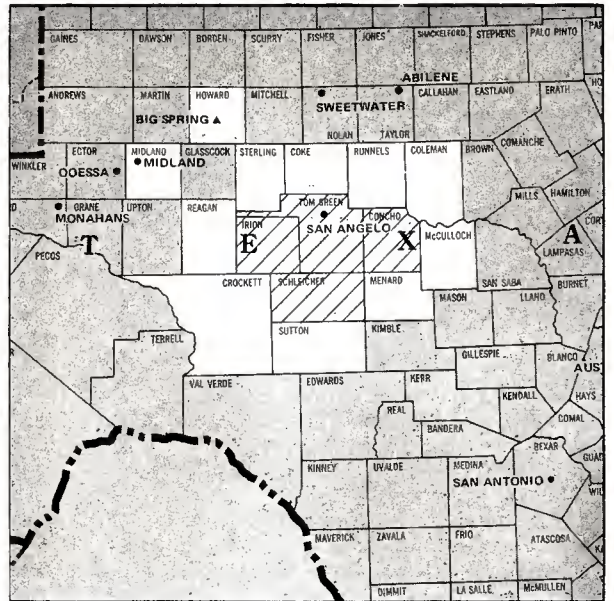 GAINES DAWSON BORDEN SCURRY FISHER JONES SHACKELFORD STEPHENS PALO PINTO
ABILENE
ANDREWS MARTIN HOWARD MITCHELL SWEETWATER CALLAHAN EASTLAND ERATH
BIG SPRING
NOLAN TAYLOR
ECTOR MIDLAND GLASSCOCK STERLING COKE RUNNELS COLEMAN BROWN COMANCHE
WINKLER MIDLAND
ODESSA
MILLS HAMILTON
CRANE UPTON REAGAN IRION TOM GREEN CONCHO
MONAHANS SAN ANGELO McCULLOCH
T E X A
LAMPASAS
PECOS
CROCKETT SCHLEICHER MENARD SAN SABA BURNET
MASON LLANO
SUTTON KIMBLE
TERRELL GILLESPIE BLANCO
AUST
VAL VERDE EDWARDS KERR KENDALL HAYS
REAL COMAL
BANDERA BEXAR
GUAD
KINNEY UVALDE MEDINA
SAN ANTONIO
WIL
MAVERICK ZAVALA FRIO ATASCOSA
DIMMIT LA SALLE McMULLEN